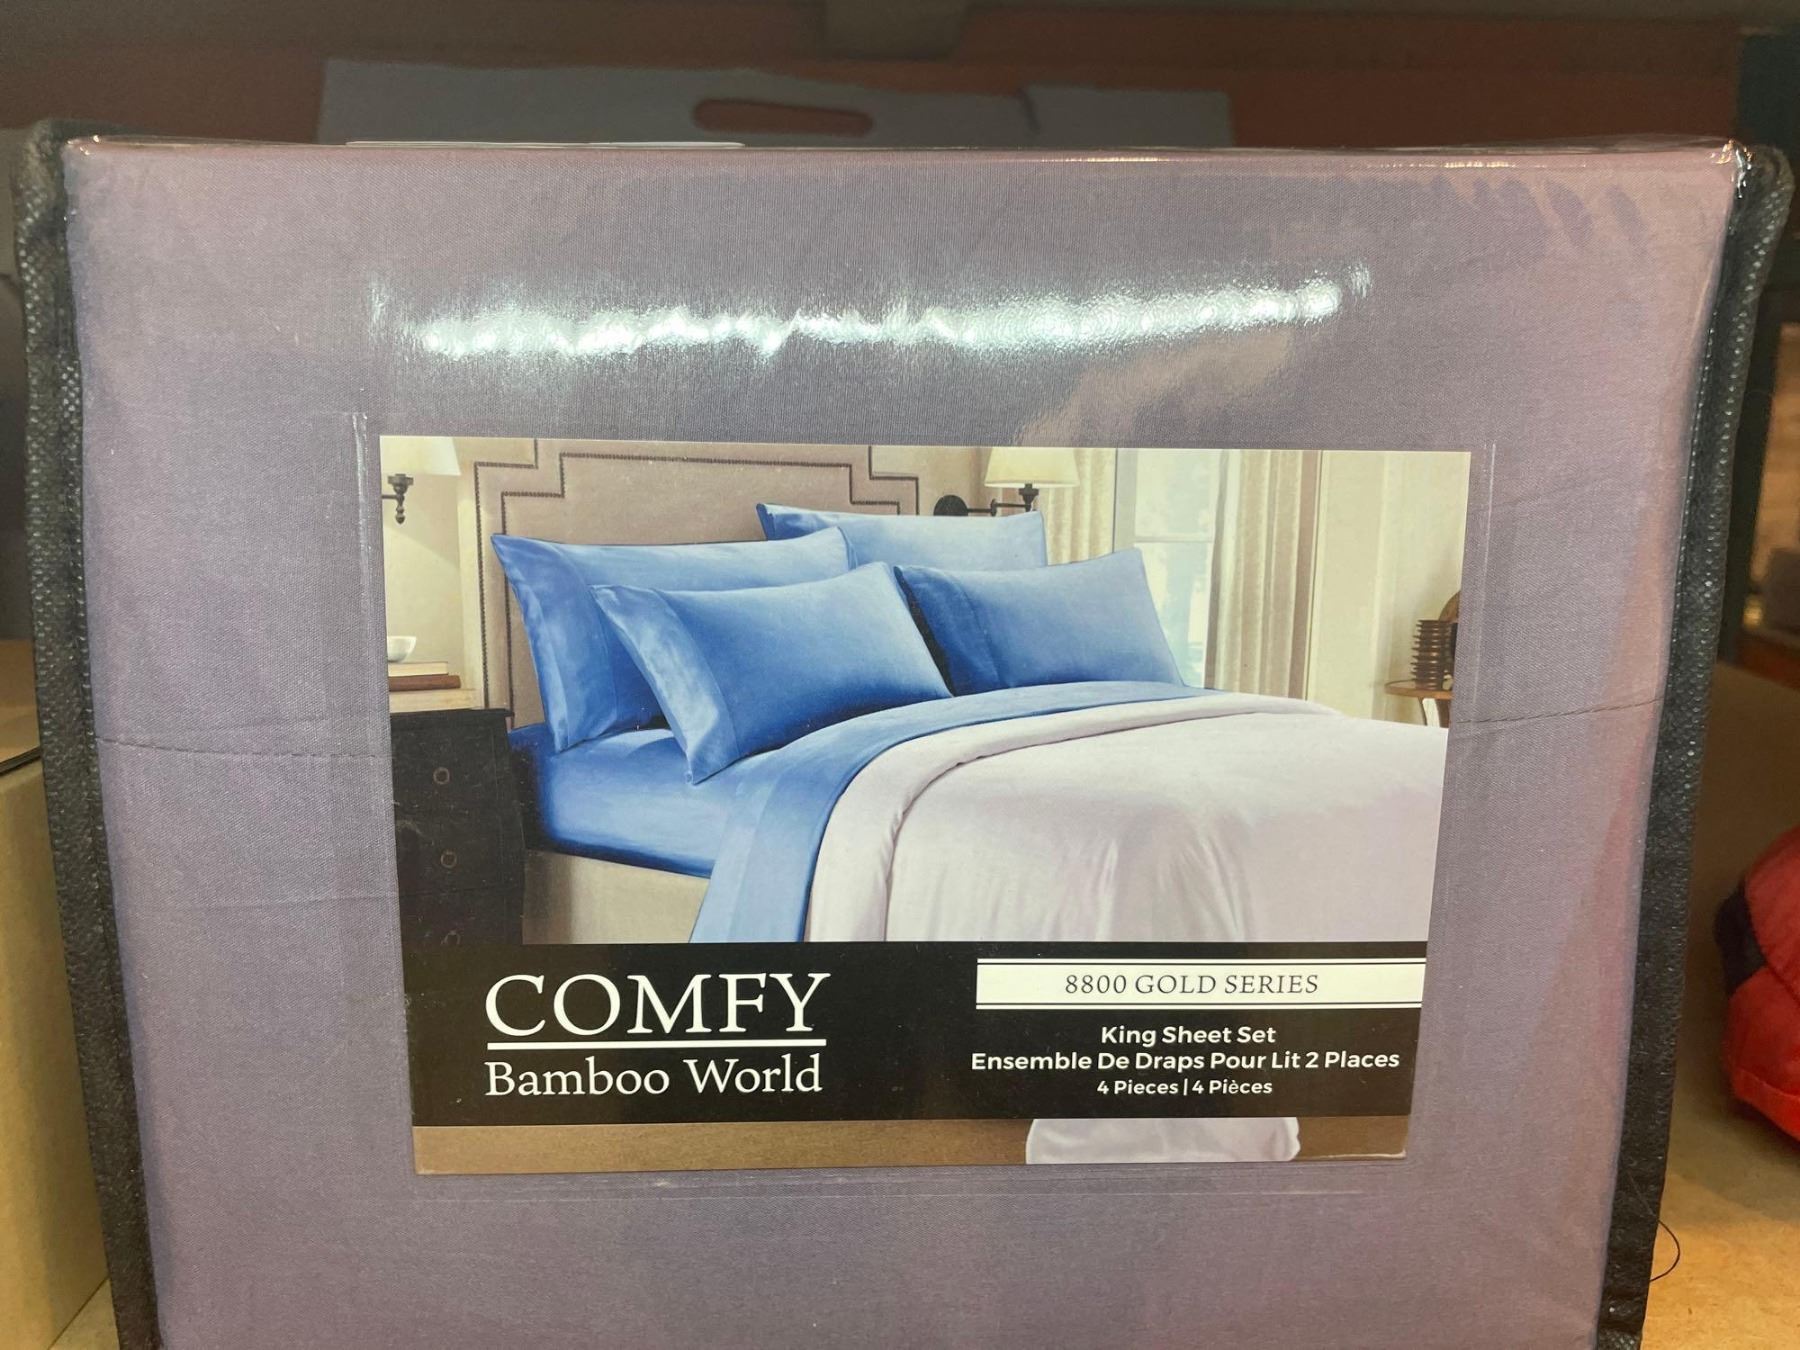 COMFY
Bamboo World
8800 GOLD SERIES
King Sheet Set
Ensemble De Draps Pour Lit 2 Places
4 Pieces | 4 Pièces